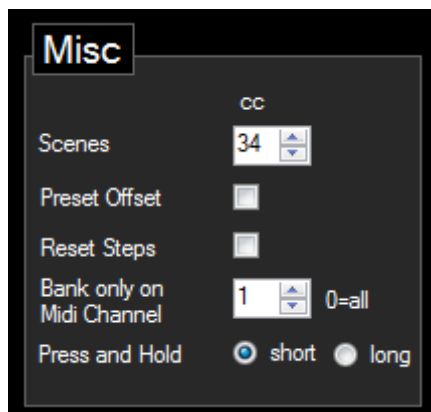 Misc
cc
Scenes 34
Preset Offset
Reset Steps
Bank only on
Midi Channel 1 0=all
Press and Hold short long